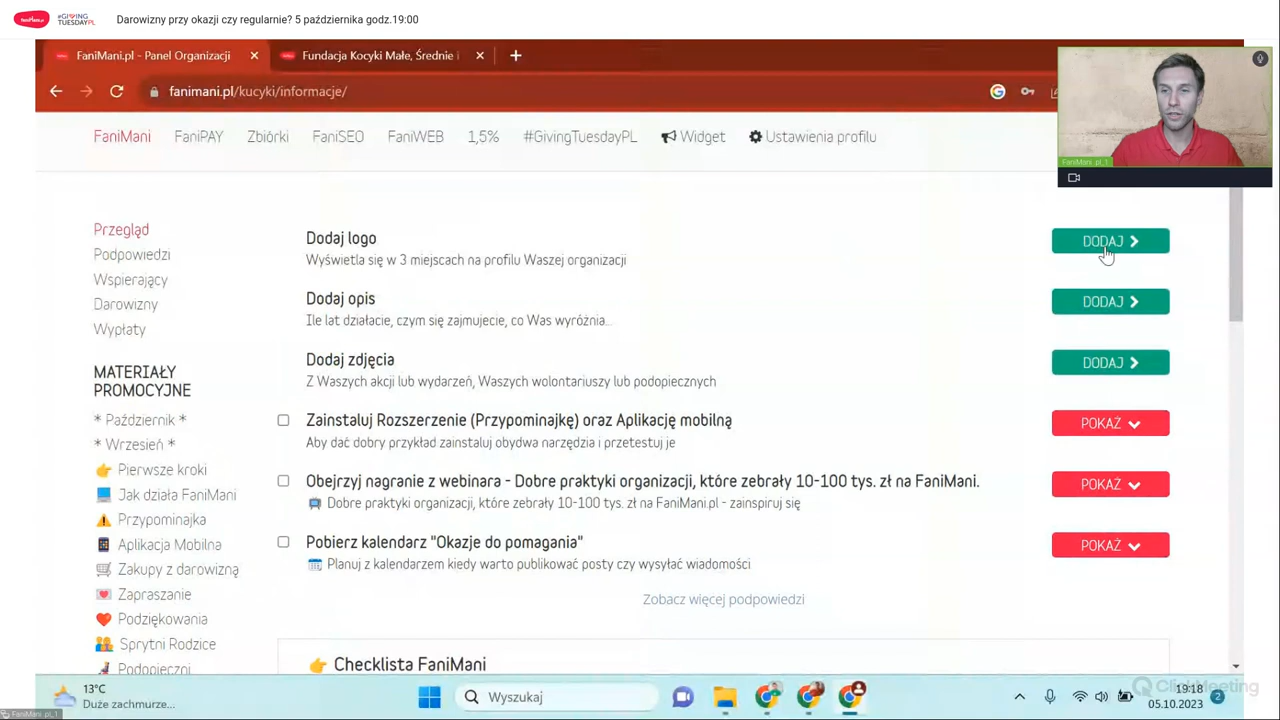 FaniMani.pl
#GIVING TUESDAYPL
Darowizny przy okazji czy regularnie? 5 października godz.19:00
FaniMani.pl - Panel Organizacji
Fundacja Kocyki Małe, Średnie i
fanimani.pl/kucyki/informacje/
FaniMani FaniPAY Zbiórki FaniSEO FaniWEB 1,5% #GivingTuesdayPL Widget Ustawienia profilu
FaniMani .pl_1
Przegląd
Podpowiedzi
Wspierający
Darowizny
Wypłaty
MATERIAŁY
PROMOCYJNE
* Październik *
* Wrzesień *
Pierwsze kroki
Jak działa FaniMani
Przypominajka
Aplikacja Mobilna
Zakupy z darowizną
Zapraszanie
Podziękowania
Sprytni Rodzice
Podopieczni
Dodaj logo
Wyświetla się w 3 miejscach na profilu Waszej organizacji
DODAJ
Dodaj opis
Ile lat działacie, czym się zajmujecie, co Was wyróżnia...
DODAJ
Dodaj zdjęcia
Z Waszych akcji lub wydarzeń, Waszych wolontariuszy lub podopiecznych
DODAJ
Zainstaluj Rozszerzenie (Przypominajkę) oraz Aplikację mobilną
Aby dać dobry przykład zainstaluj obydwa narzędzia i przetestuj je
POKAŻ
Obejrzyj nagranie z webinara - Dobre praktyki organizacji, które zebrały 10-100 tys. zł na FaniMani.
Dobre praktyki organizacji, które zebrały 10-100 tys. zł na FaniMani.pl - zainspiruj się
POKAŻ
Pobierz kalendarz "Okazje do pomagania"
Planuj z kalendarzem kiedy warto publikować posty czy wysyłać wiadomości
POKAŻ
Zobacz więcej podpowiedzi
Checklista FaniMani
ClickMeeting
13°C
Duże zachmurze...
Wyszukaj
19:18
05.10.2023
2
FaniMani .pl_1